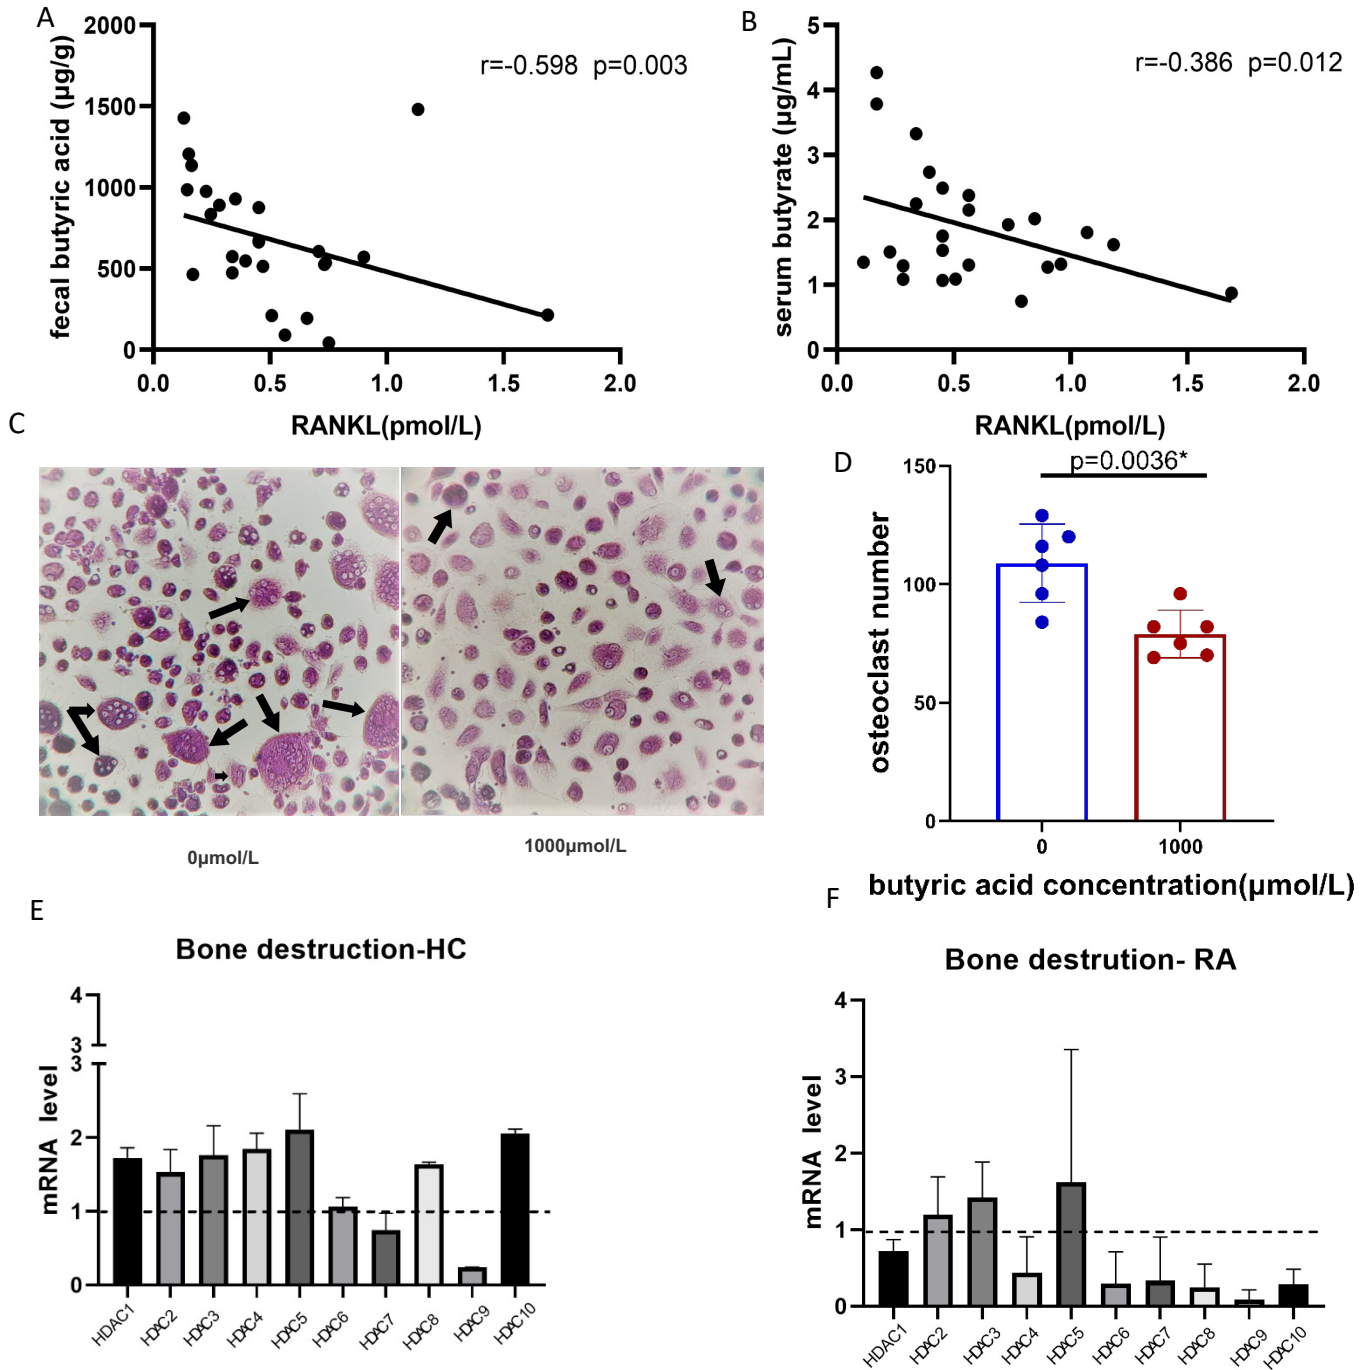 A
2000
1500
1000
500
0
fecal butyric acid (µg/g)
r=-0.598 p=0.003
0.0 0.5 1.0 1.5 2.0
RANKL(pmol/L)
B
5
4
3
2
1
0
serum butyrate (µg/mL)
r=-0.386 p=0.012
0.0 0.5 1.0 1.5 2.0
RANKL(pmol/L)
C
0µmol/L
1000µmol/L
D
150
100
50
0
osteoclast number
p=0.0036*
0 1000
butyric acid concentration(µmol/L)
E
Bone destruction-HC
4
3
3
2
1
0
mRNA level
HDAC1 HDAC2 HDAC3 HDAC4 HDAC5 HDAC6 HDAC7 HDAC8 HDAC9 HDAC10
F
Bone destrution- RA
4
3
2
1
0
mRNA level
HDAC1 HDAC2 HDAC3 HDAC4 HDAC5 HDAC6 HDAC7 HDAC8 HDAC9 HDAC10